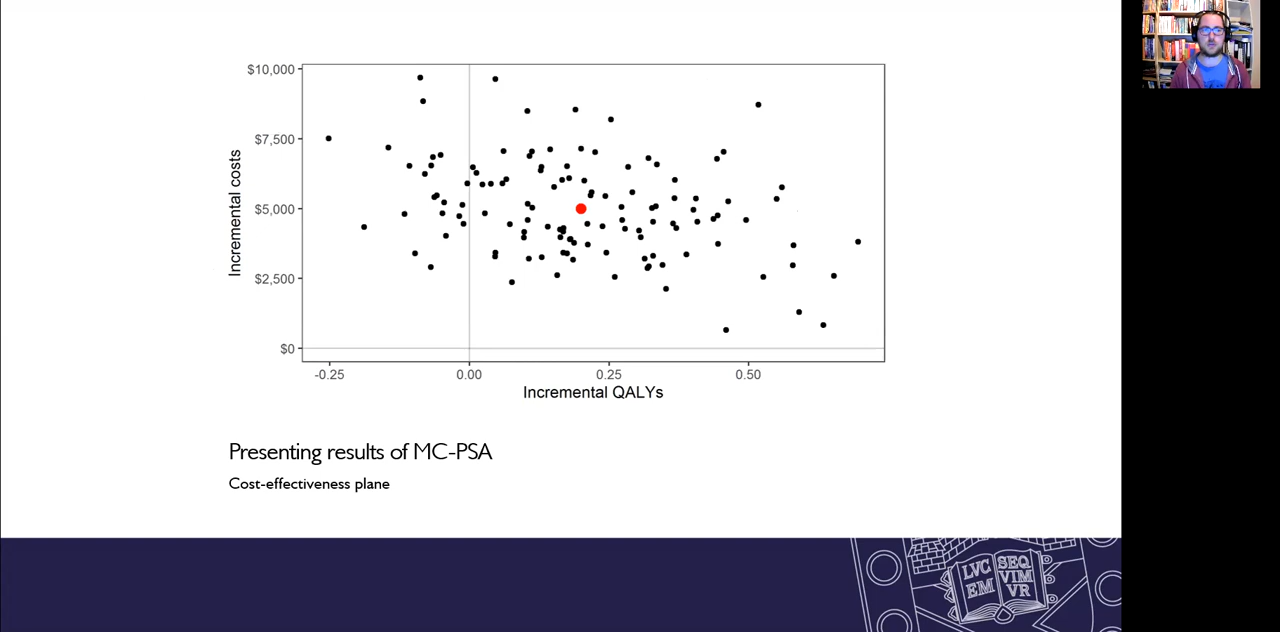 $10,000
$7,500
$5,000
$2,500
$0
Incremental costs
-0.25 0.00 0.25 0.50
Incremental QALYs
Presenting results of MC-PSA
Cost-effectiveness plane
LVC
EM
SEQ
VIM
VR